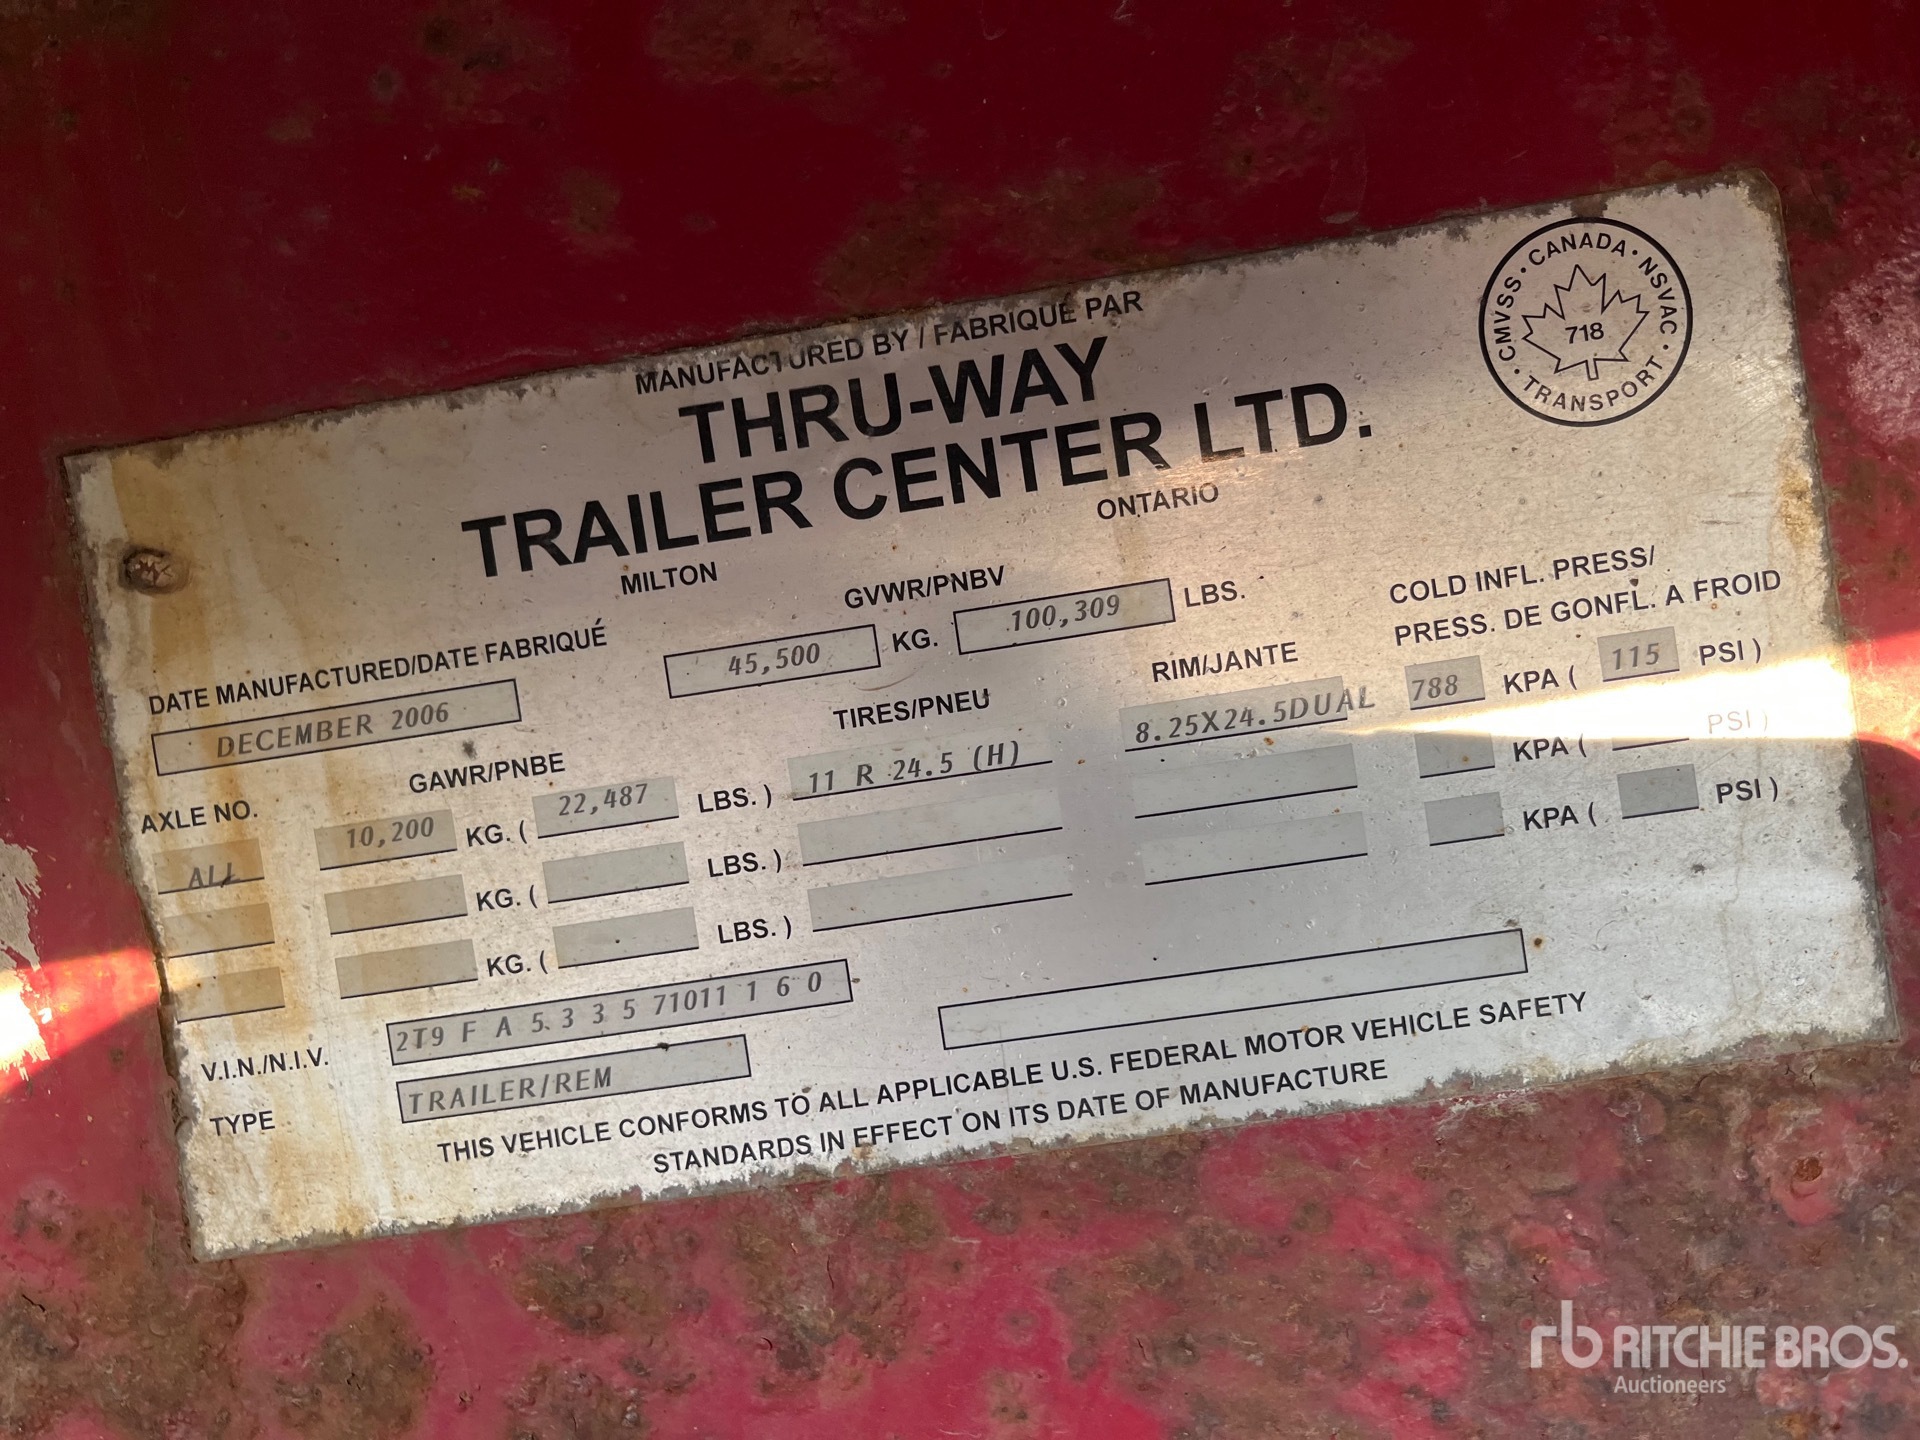 CMVSS · CANADA · NSVAC · TRANSPORT ·
718
MANUFACTURED BY / FABRIQUÉ PAR
THRU-WAY
TRAILER CENTER LTD.
MILTON ONTARIO
DATE MANUFACTURED/DATE FABRIQUÉ GVWR/PNBV COLD INFL. PRESS/
DECEMBER 2006 45,500 KG. 100,309 LBS. PRESS. DE GONFL. A FROID
AXLE NO. GAWR/PNBE TIRES/PNEU RIM/JANTE
ALL 10,200 KG. ( 22,487 LBS. ) 11 R 24.5 (H) 8.25X24.5DUAL 788 KPA ( 115 PSI )
KG. ( LBS. ) KPA ( PSI )
KG. ( LBS. ) KPA ( PSI )
V.I.N./N.I.V. 2T9 F A 5 3 3 5 71011 1 6 0
TYPE TRAILER/REM
THIS VEHICLE CONFORMS TO ALL APPLICABLE U.S. FEDERAL MOTOR VEHICLE SAFETY
STANDARDS IN EFFECT ON ITS DATE OF MANUFACTURE
rb RITCHIE BROS.
Auctioneers